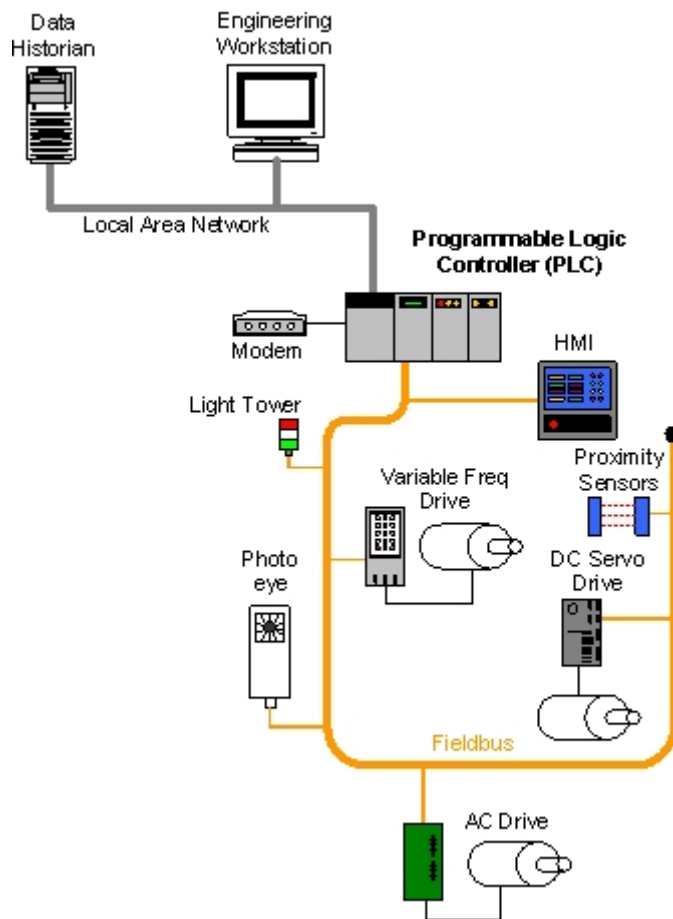 Data
Historian
Engineering
Workstation
Local Area Network
Programmable Logic
Controller (PLC)
Modem
HMI
Light Tower
Proximity
Sensors
Variable Freq
Drive
Photo
eye
DC Servo
Drive
Fieldbus
AC Drive